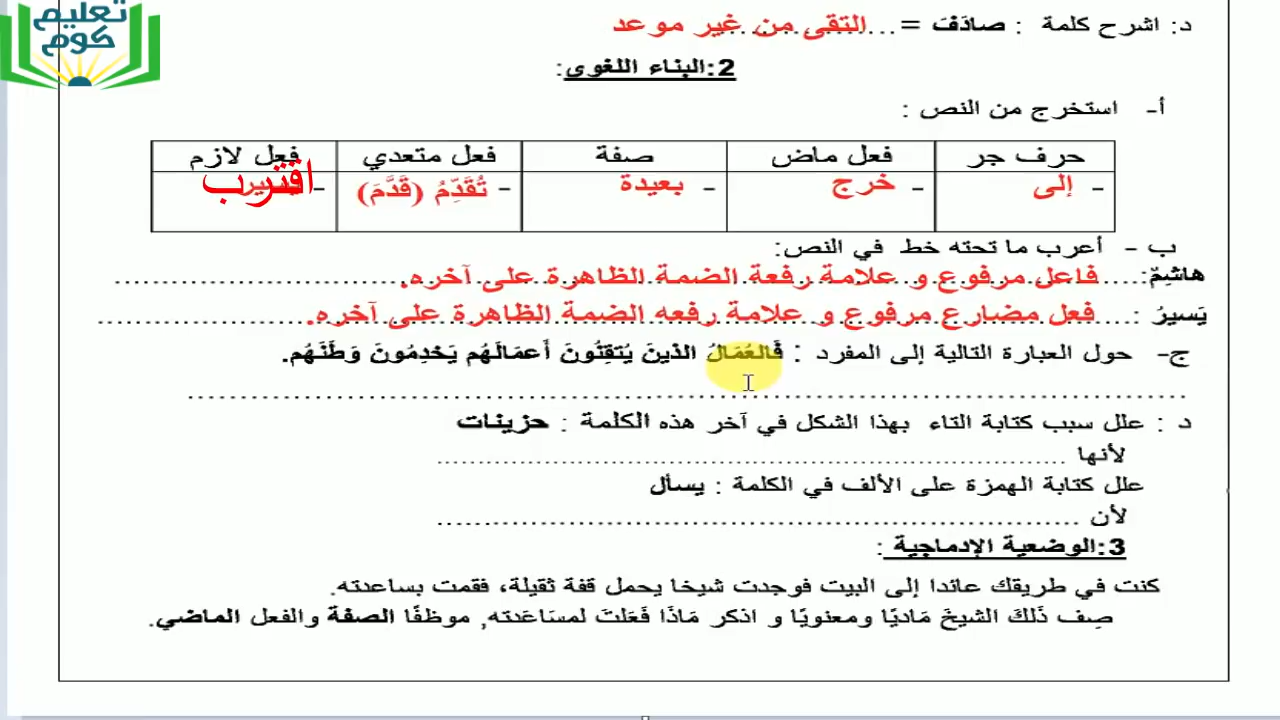 تعليم
كوم
د: اشرح كلمة : صادَفَ =......التقى من غير موعد
2:البناء اللغوي:
أ- استخرج من النص :
حرف جر فعل ماض صفة فعل متعدي فعل لازم
- إلى - خرج - بعيدة - تُقَدِّمُ (قَدَّمَ) - اقترب
ب - أعرب ما تحته خط في النص:
هاشِمٌ: فاعل مرفوع و علامة رفعة الضمة الظاهرة على آخره.
يَسيرُ : فعل مضارع مرفوع و علامة رفعه الضمة الظاهرة على آخره.
ج- حول العبارة التالية إلى المفرد : فَالعُمَالُ الذينَ يُتقِنُونَ أَعمَالَهُم يَخدِمُونَ وَطَنَهُم.
د : علل سبب كتابة التاء بهذا الشكل في آخر هذه الكلمة : حزينات
لأنها ......
علل كتابة الهمزة على الألف في الكلمة : يسأل
لأن ......
3:الوضعية الإدماجية :
كنت في طريقك عائدا إلى البيت فوجدت شيخا يحمل قفة ثقيلة، فقمت بساعدته.
صِف ذَلكَ الشيخَ مَاديًا ومعنويًا و اذكر مَاذَا فَعَلتَ لمسَاعَدته, موظفًا الصفة والفعل الماضي.